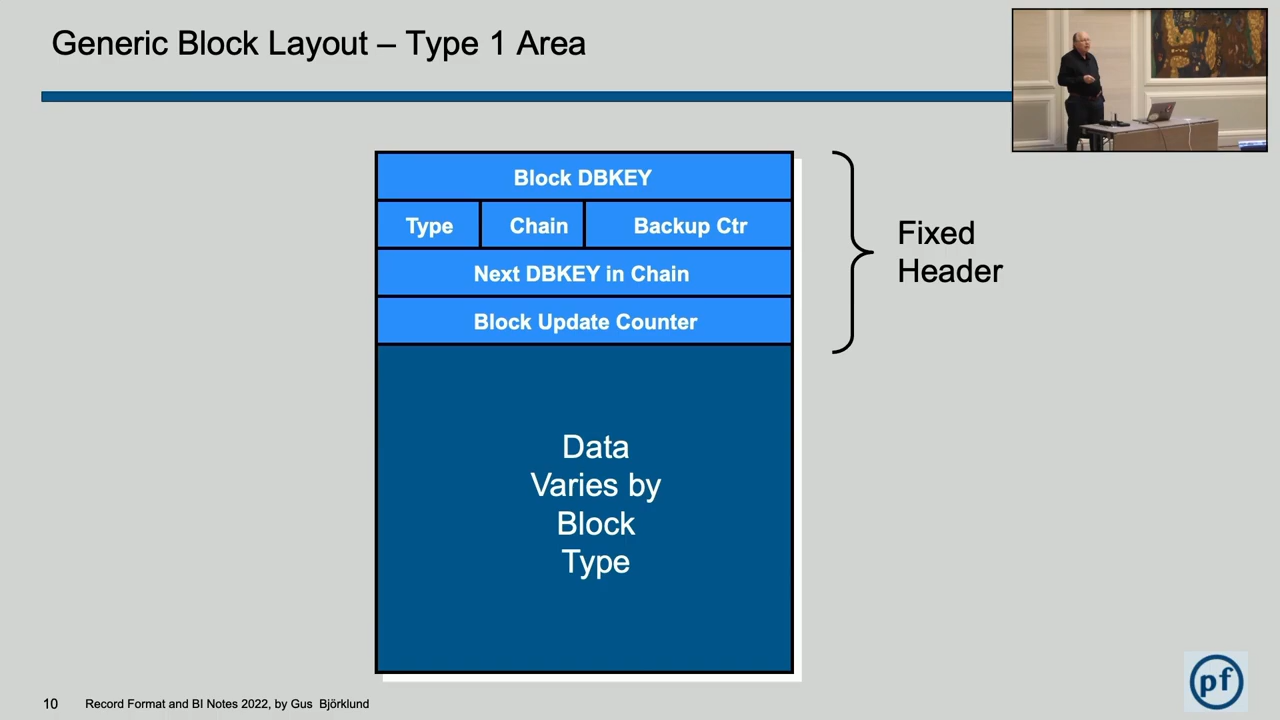 Generic Block Layout – Type 1 Area
Block DBKEY
Type Chain Backup Ctr
Next DBKEY in Chain
Block Update Counter
Fixed
Header
Data
Varies by
Block
Type
10 Record Format and BI Notes 2022, by Gus Björklund
pf